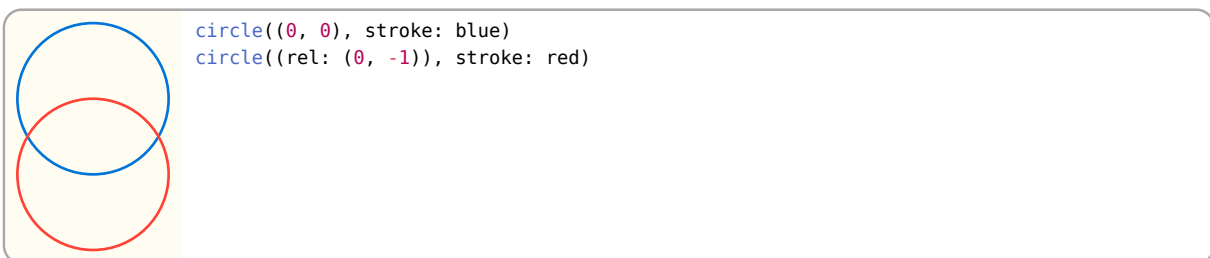 circle((0, 0), stroke: blue)
circle((rel: (0, -1)), stroke: red)